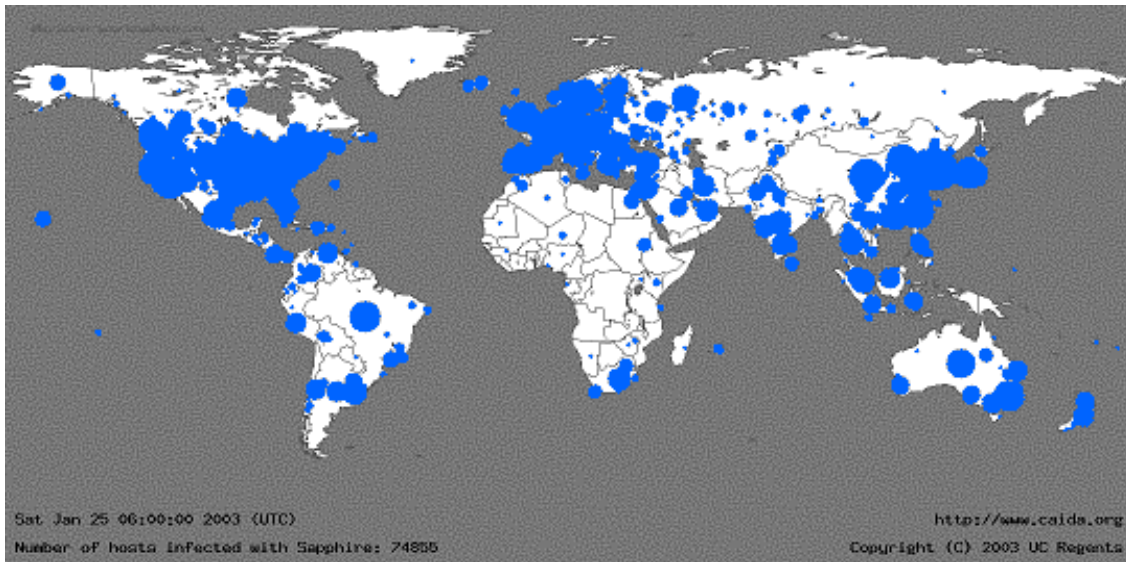 Sat Jan 25 06:00:00 2003 (UTC)
http://www.caida.org
Number of hosts infected with Sapphire: 74855
Copyright (C) 2003 UC Regents